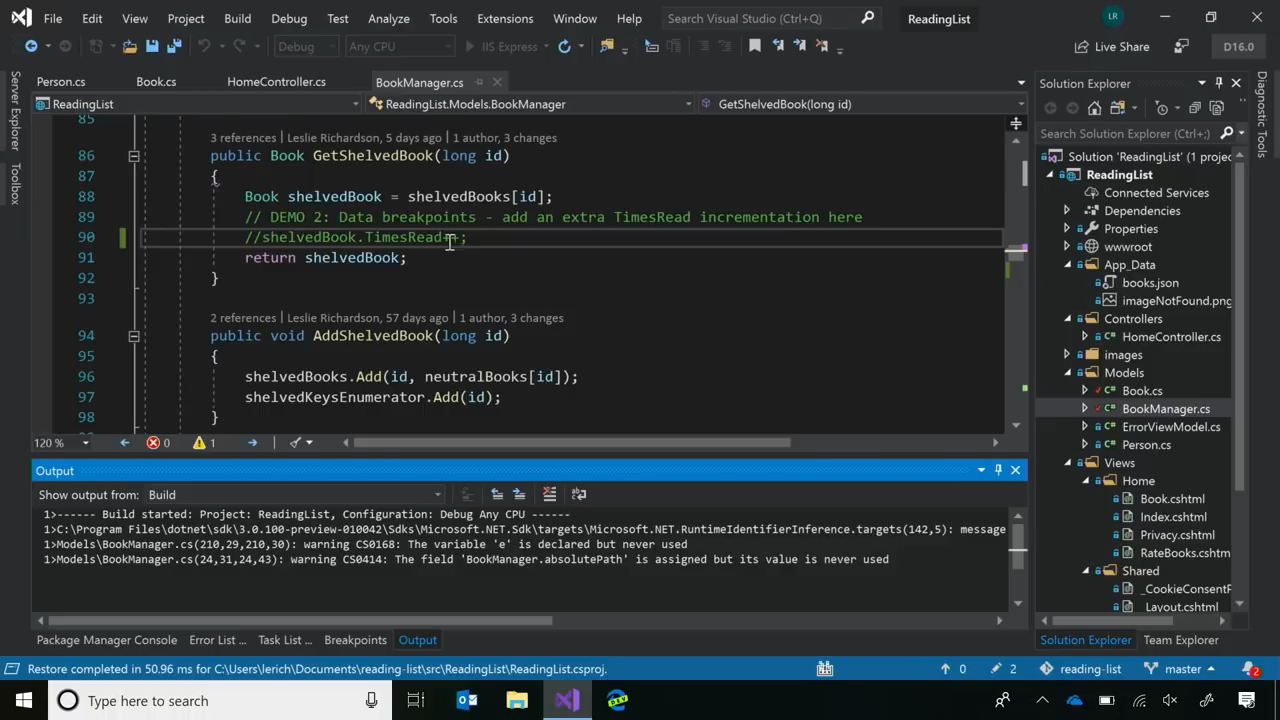 File Edit View Project Build Debug Test Analyze Tools Extensions Window Help Search Visual Studio (Ctrl+Q) ReadingList LR
Debug Any CPU IIS Express Live Share D16.0
Server Explorer
Toolbox
Person.cs Book.cs HomeController.cs BookManager.cs
ReadingList ReadingList.Models.BookManager GetShelvedBook(long id)
85
3 references | Leslie Richardson, 5 days ago | 1 author, 3 changes
86 public Book GetShelvedBook(long id)
87 {
88 Book shelvedBook = shelvedBooks[id];
89 // DEMO 2: Data breakpoints - add an extra TimesRead incrementation here
90 //shelvedBook.TimesRead++;
91 return shelvedBook;
92 }
93
2 references | Leslie Richardson, 57 days ago | 1 author, 3 changes
94 public void AddShelvedBook(long id)
95 {
96 shelvedBooks.Add(id, neutralBooks[id]);
97 shelvedKeysEnumerator.Add(id);
98 }
120 % 0 1
Output
Show output from: Build
1>------ Build started: Project: ReadingList, Configuration: Debug Any CPU ------
1>C:\Program Files\dotnet\sdk\3.0.100-preview-010042\Sdks\Microsoft.NET.Sdk\targets\Microsoft.NET.RuntimeIdentifierInference.targets(142,5): message
1>Models\BookManager.cs(210,29,210,30): warning CS0168: The variable 'e' is declared but never used
1>Models\BookManager.cs(24,31,24,43): warning CS0414: The field 'BookManager.absolutePath' is assigned but its value is never used
Package Manager Console Error List ... Task List ... Breakpoints Output
Solution Explorer
Search Solution Explorer (Ctrl+;)
Solution 'ReadingList' (1 projec
ReadingList
Connected Services
Dependencies
Properties
wwwroot
App_Data
books.json
imageNotFound.png
Controllers
C# HomeController.cs
images
Models
C# Book.cs
C# BookManager.cs
C# ErrorViewModel.cs
C# Person.cs
Views
Home
Book.cshtml
Index.cshtml
Privacy.cshtml
RateBooks.cshtm
Shared
_CookieConsentP
_Layout.cshtml
Solution Explorer Team Explorer
Diagnostic Tools
Restore completed in 50.96 ms for C:\Users\lerich\Documents\reading-list\src\ReadingList\ReadingList.csproj. 0 2 reading-list master 2
Type here to search